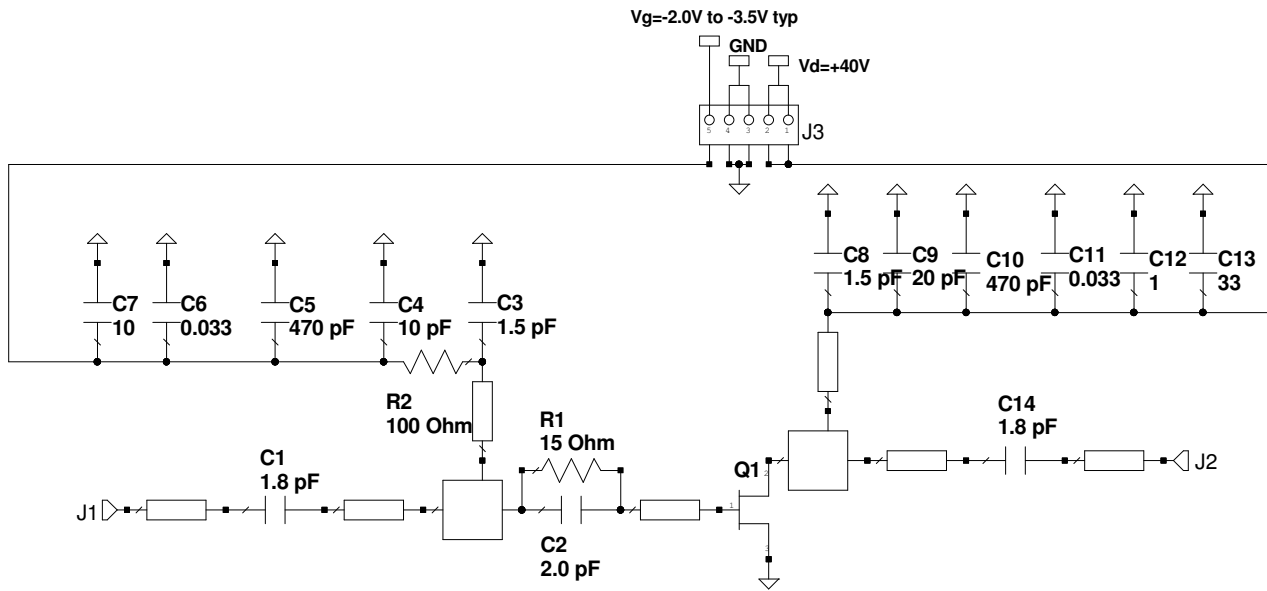 Vg=-2.0V to -3.5V typ
GND
Vd=+40V
5 4 3 2 1
J3
C7
10
C6
0.033
C5
470 pF
C4
10 pF
C3
1.5 pF
C8
1.5 pF
C9
20 pF
C10
470 pF
C11
0.033
C12
1
C13
33
R2
100 Ohm
R1
15 Ohm
C14
1.8 pF
C1
1.8 pF
Q1
2
J2
J1
1
C2
2.0 pF
3